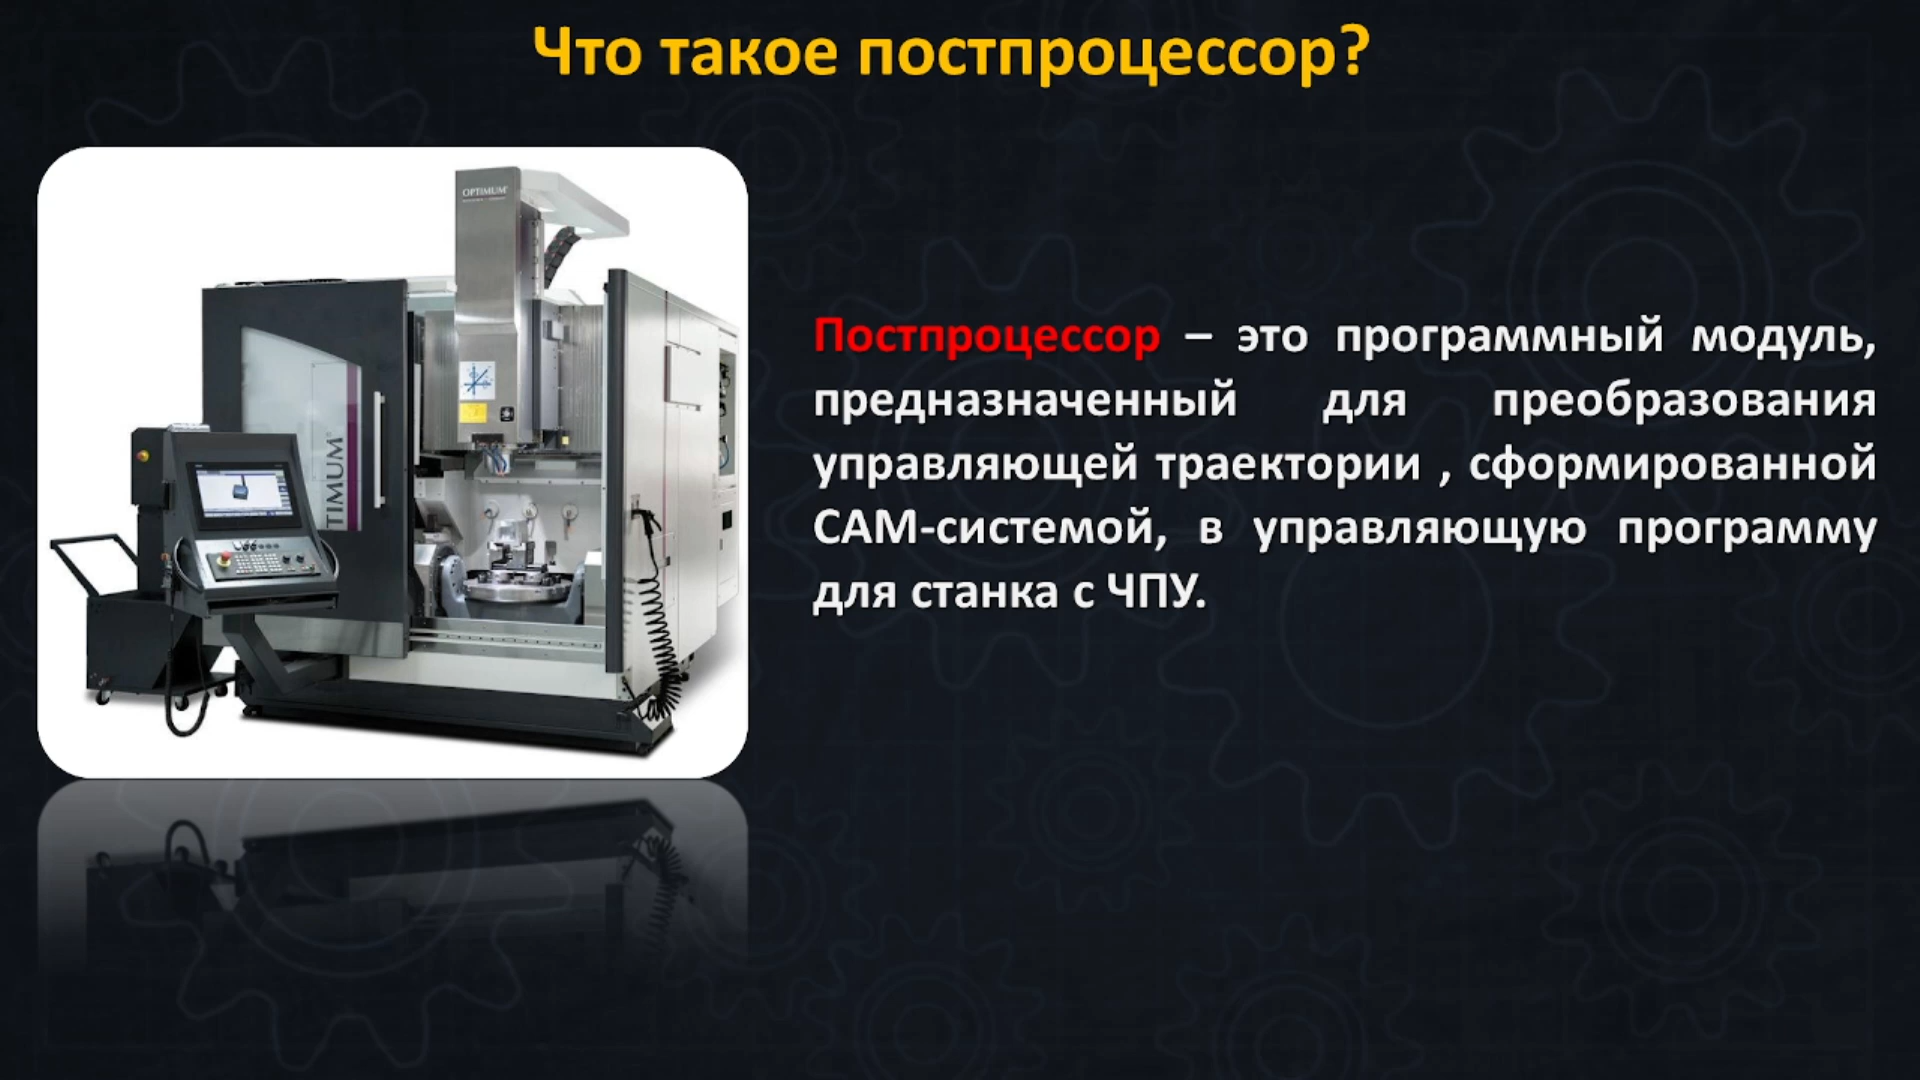 Что такое постпроцессор?
OPTIMUM
TIMUM
Постпроцессор – это программный модуль,
предназначенный для преобразования
управляющей траектории , сформированной
САМ-системой, в управляющую программу
для станка с ЧПУ.